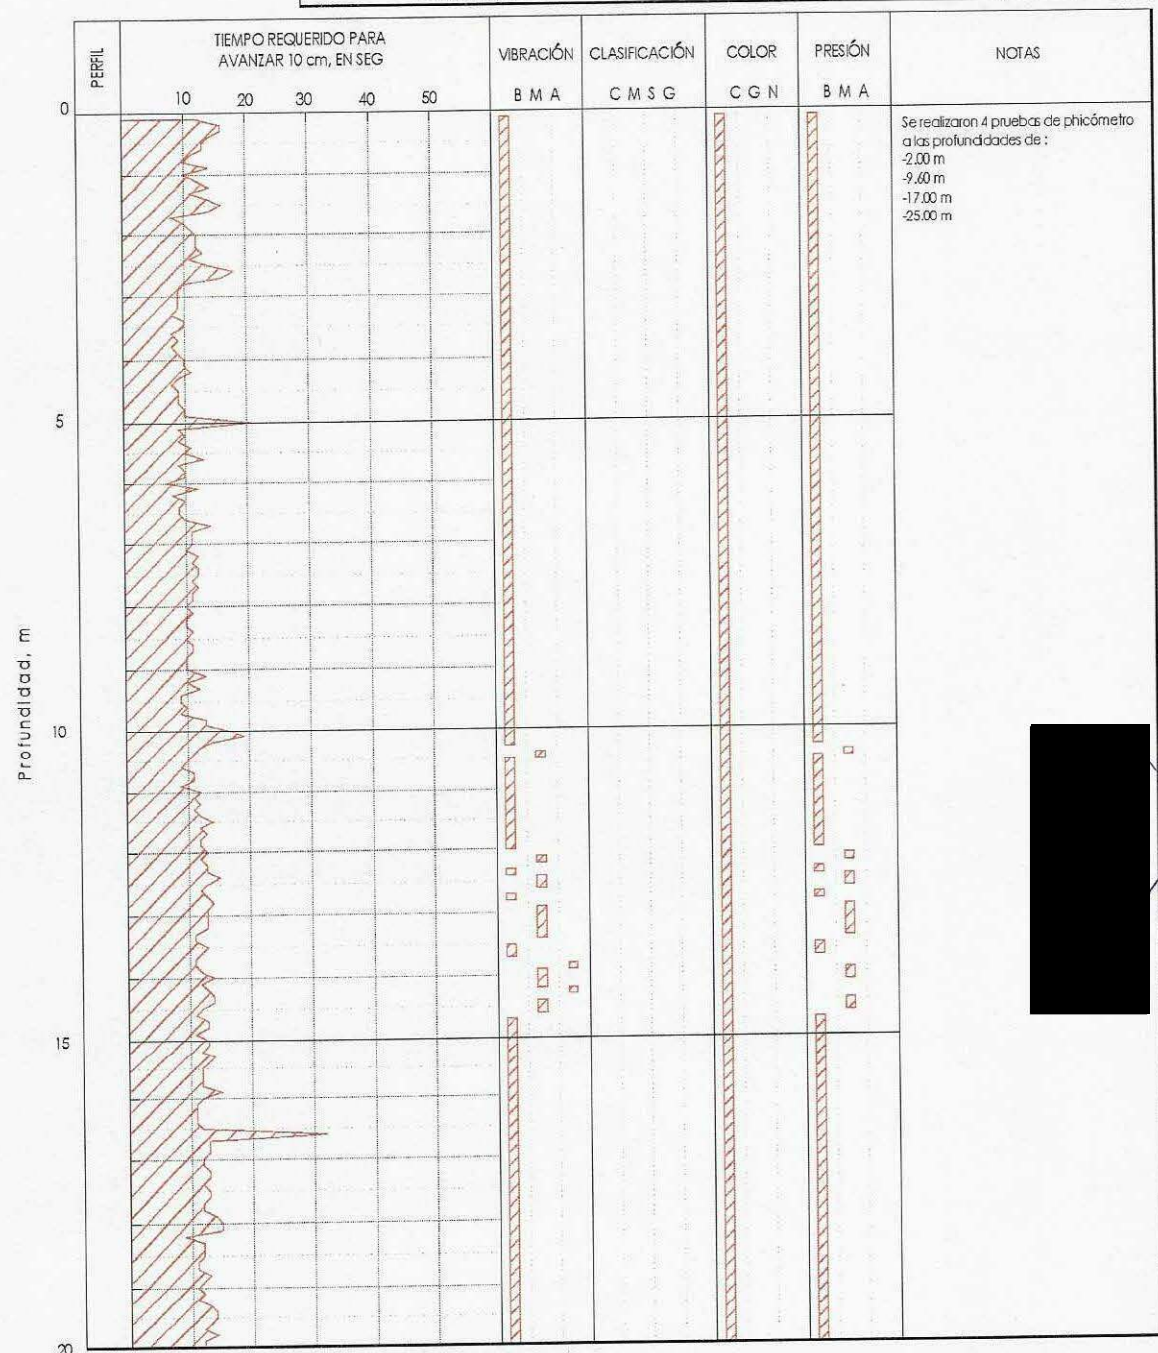 PERFIL
TIEMPO REQUERIDO PARA
AVANZAR 10 cm, EN SEG
10 20 30 40 50
VIBRACIÓN
B M A
CLASIFICACIÓN
C M S G
COLOR
C G N
PRESIÓN
B M A
NOTAS
Se realizaron 4 pruebas de phicómetro
a las profundidades de :
-2.00 m
-9.60 m
-17.00 m
-25.00 m
Profundidad, m
0
5
10
15
20